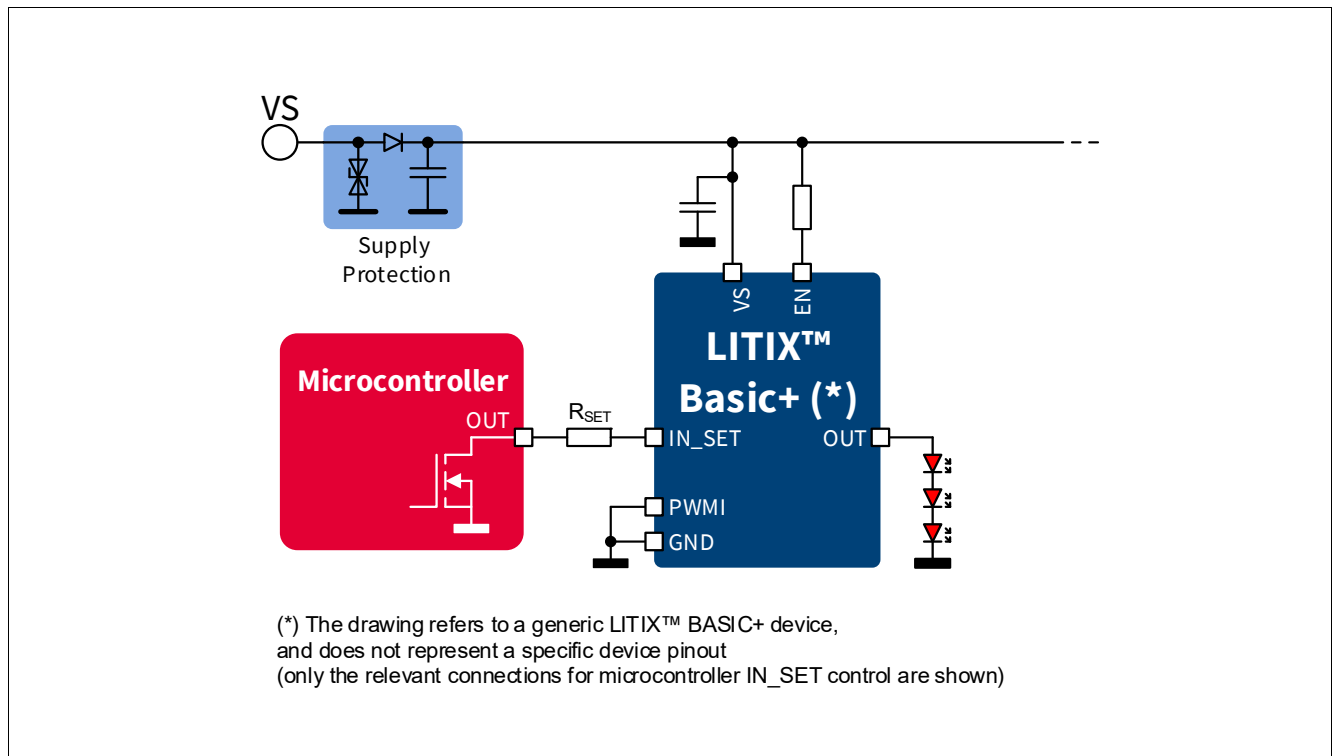 VS
Supply
Protection
VS
EN
LITIX™
Basic+ (*)
Microcontroller
OUT
RSET
IN_SET
OUT
PWMI
GND
(*) The drawing refers to a generic LITIX™ BASIC+ device,
and does not represent a specific device pinout
(only the relevant connections for microcontroller IN_SET control are shown)